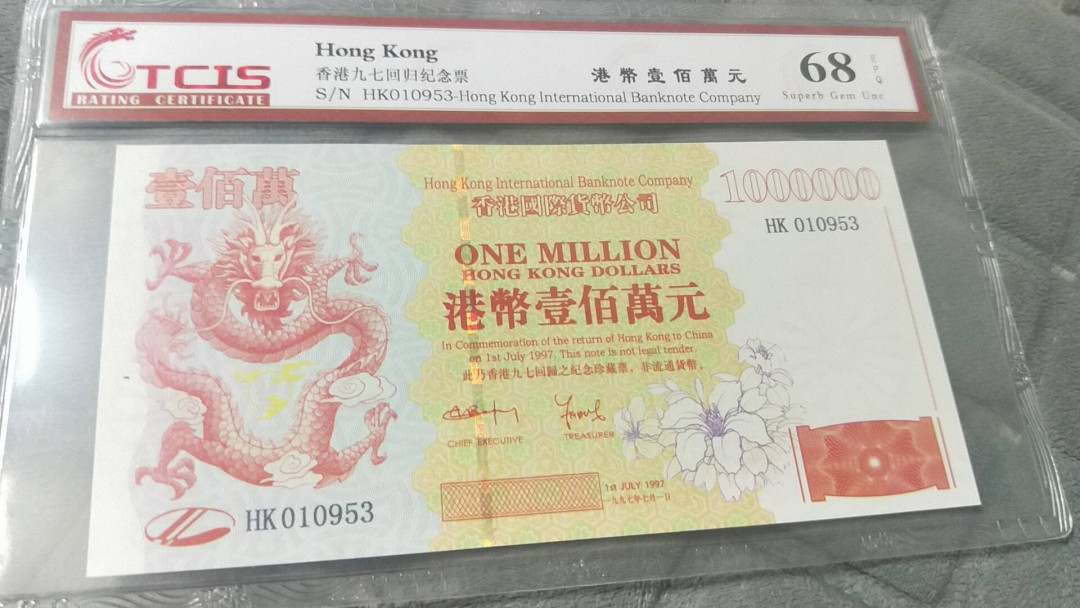 TCIS
RATING CERTIFICATE
Hong Kong
香港九七回归纪念票
港幣壹佰萬元
S/N HK010953-Hong Kong International Banknote Company
68
EPQ
Superb Gem Unc
壹佰萬
Hong Kong International Banknote Company
香港國際貨幣公司
1000000
HK 010953
ONE MILLION
HONG KONG DOLLARS
港幣壹佰萬元
In Commemoration of the return of Hong Kong to China
on 1st July 1997. This note is not legal tender.
此乃香港九七回歸之紀念珍藏票，非流通貨幣。
CHIEF EXECUTIVE
TREASURER
1st JULY 1997
一九九七年七月一日
HK 010953